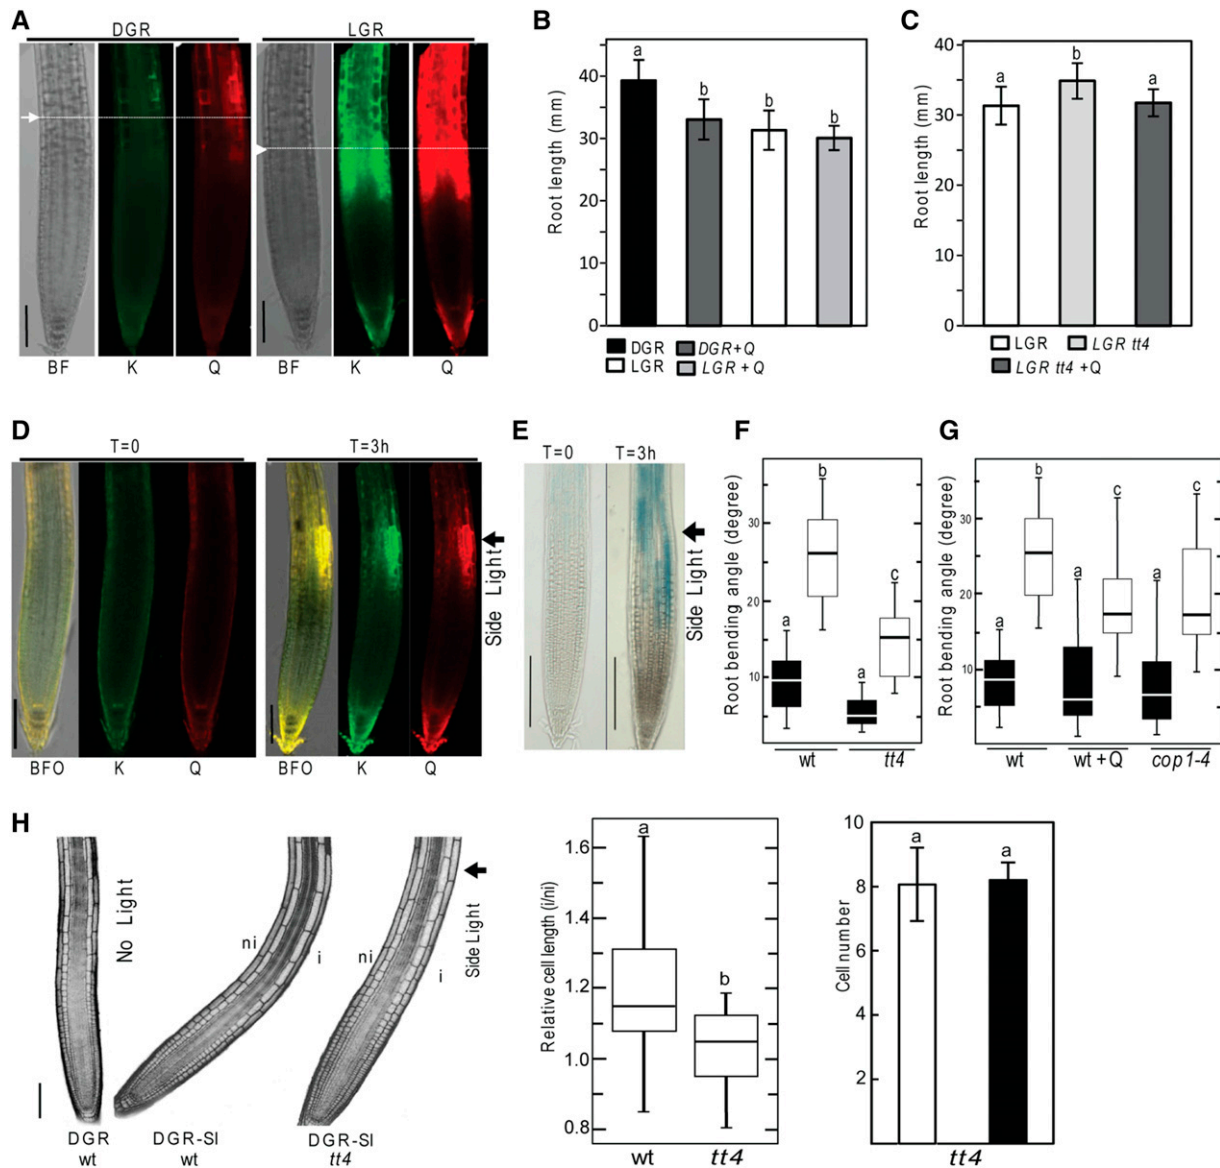 A
DGR LGR
BF K Q BF K Q
B
Root length (mm)
40
30
20
10
0
a b b b
DGR DGR+Q
LGR LGR + Q
C
Root length (mm)
40
30
20
10
0
a b a
LGR LGR tt4
LGR tt4 +Q
D
T=0 T=3h
Side Light
BFO K Q BFO K Q
E
T=0 T=3h
Side Light
F
Root bending angle (degree)
30
20
10
a b a c
wt tt4
G
Root bending angle (degree)
30
20
10
a b a c a c
wt wt+Q cop1-4
H
No Light
ni i ni i
Side Light
DGR DGR-SI DGR-SI
wt wt tt4
Relative cell length (i/ni)
1.6
1.4
1.2
1.0
0.8
a
b
wt tt4
Cell number
10
8
6
4
2
a a
tt4